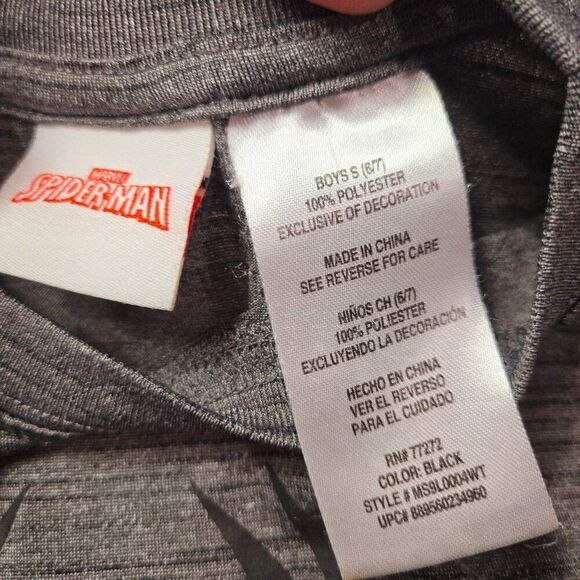 MARVEL
SPIDER-MAN
BOYS S (6/7)
100% POLYESTER
EXCLUSIVE OF DECORATION
MADE IN CHINA
SEE REVERSE FOR CARE
NIÑOS CH (6/7)
100% POLIESTER
EXCLUYENDO LA DECORACIÓN
HECHO EN CHINA
VER EL REVERSO
PARA EL CUIDADO
RN# 77272
COLOR: BLACK
STYLE # MS9L0004WT
UPC# 889560234960